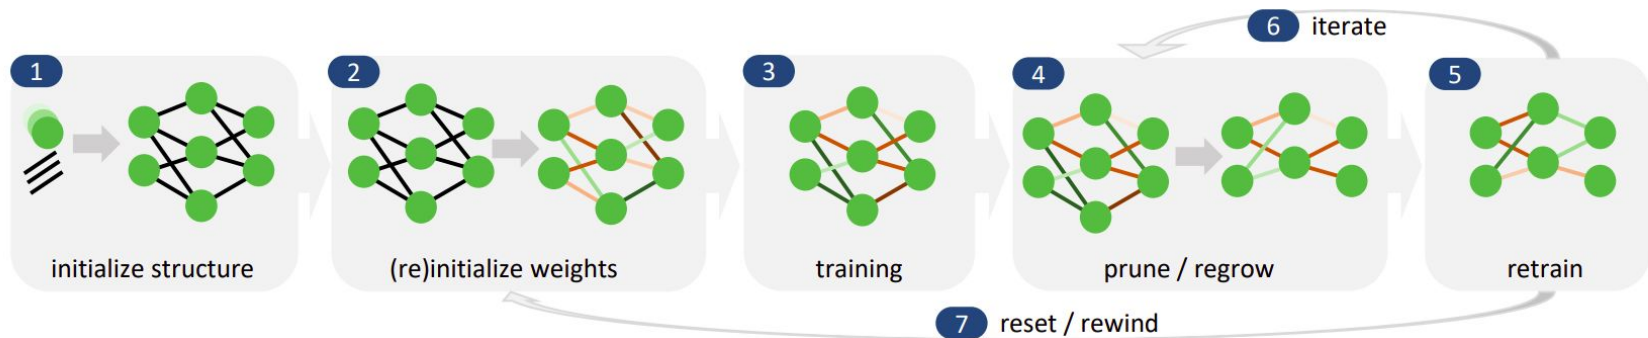 6 iterate
1
2
3
4
5
initialize structure
(re)initialize weights
training
prune / regrow
retrain
7 reset / rewind